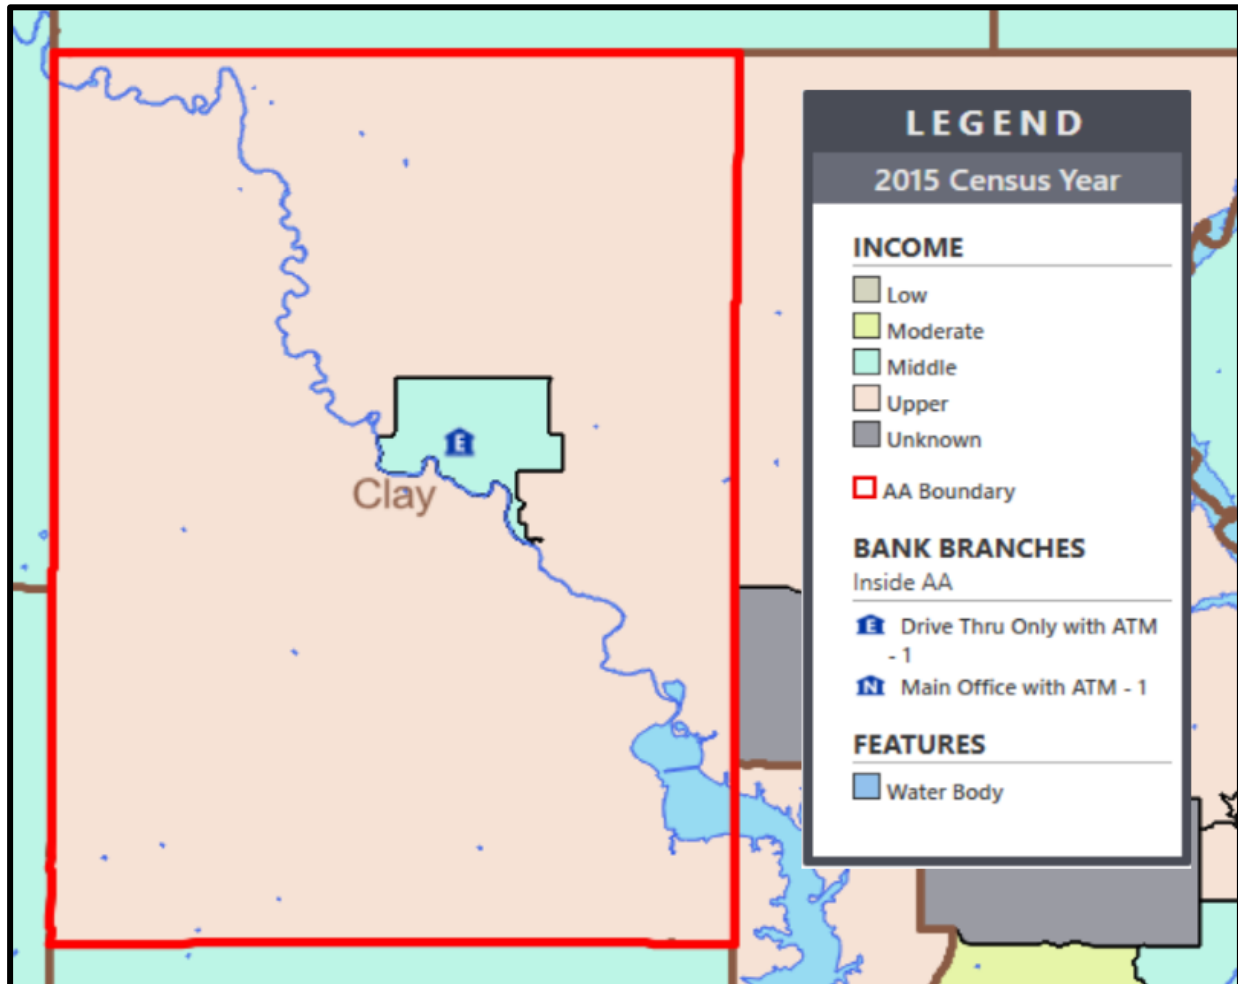 LEGEND
2015 Census Year
INCOME
Low
Moderate
Middle
Upper
Unknown
AA Boundary
BANK BRANCHES
Inside AA
E Drive Thru Only with ATM
- 1
N Main Office with ATM - 1
FEATURES
Water Body
E
Clay